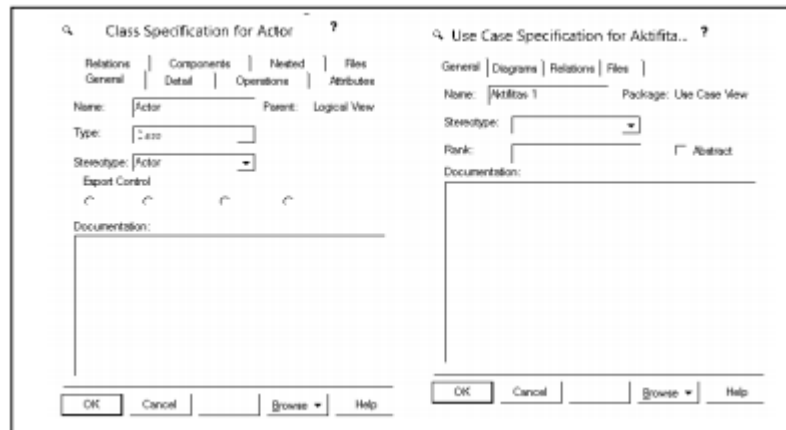 Class Specification for Actor ?
Relations Components Nested Files
General Detail Operations Attributes
Name: Actor Parent: Logical View
Type:
Stereotype: Actor
Export Control
Documentation:
OK Cancel Browse Help
Use Case Specification for Aktifita... ?
General Diagrams Relations Files
Name: Aktifitas 1 Package: Use Case View
Stereotype:
Rank: Abstract
Documentation:
OK Cancel Browse Help